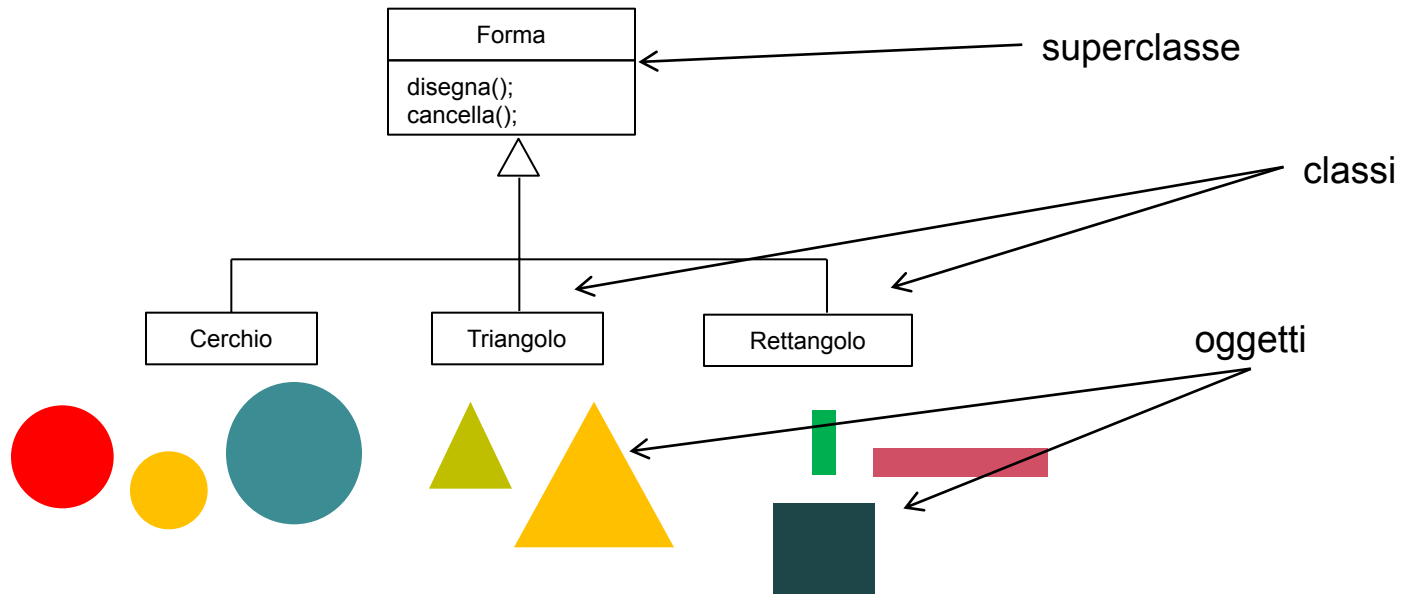 Forma
disegna();
cancella();
superclasse
classi
Cerchio
Triangolo
Rettangolo
oggetti